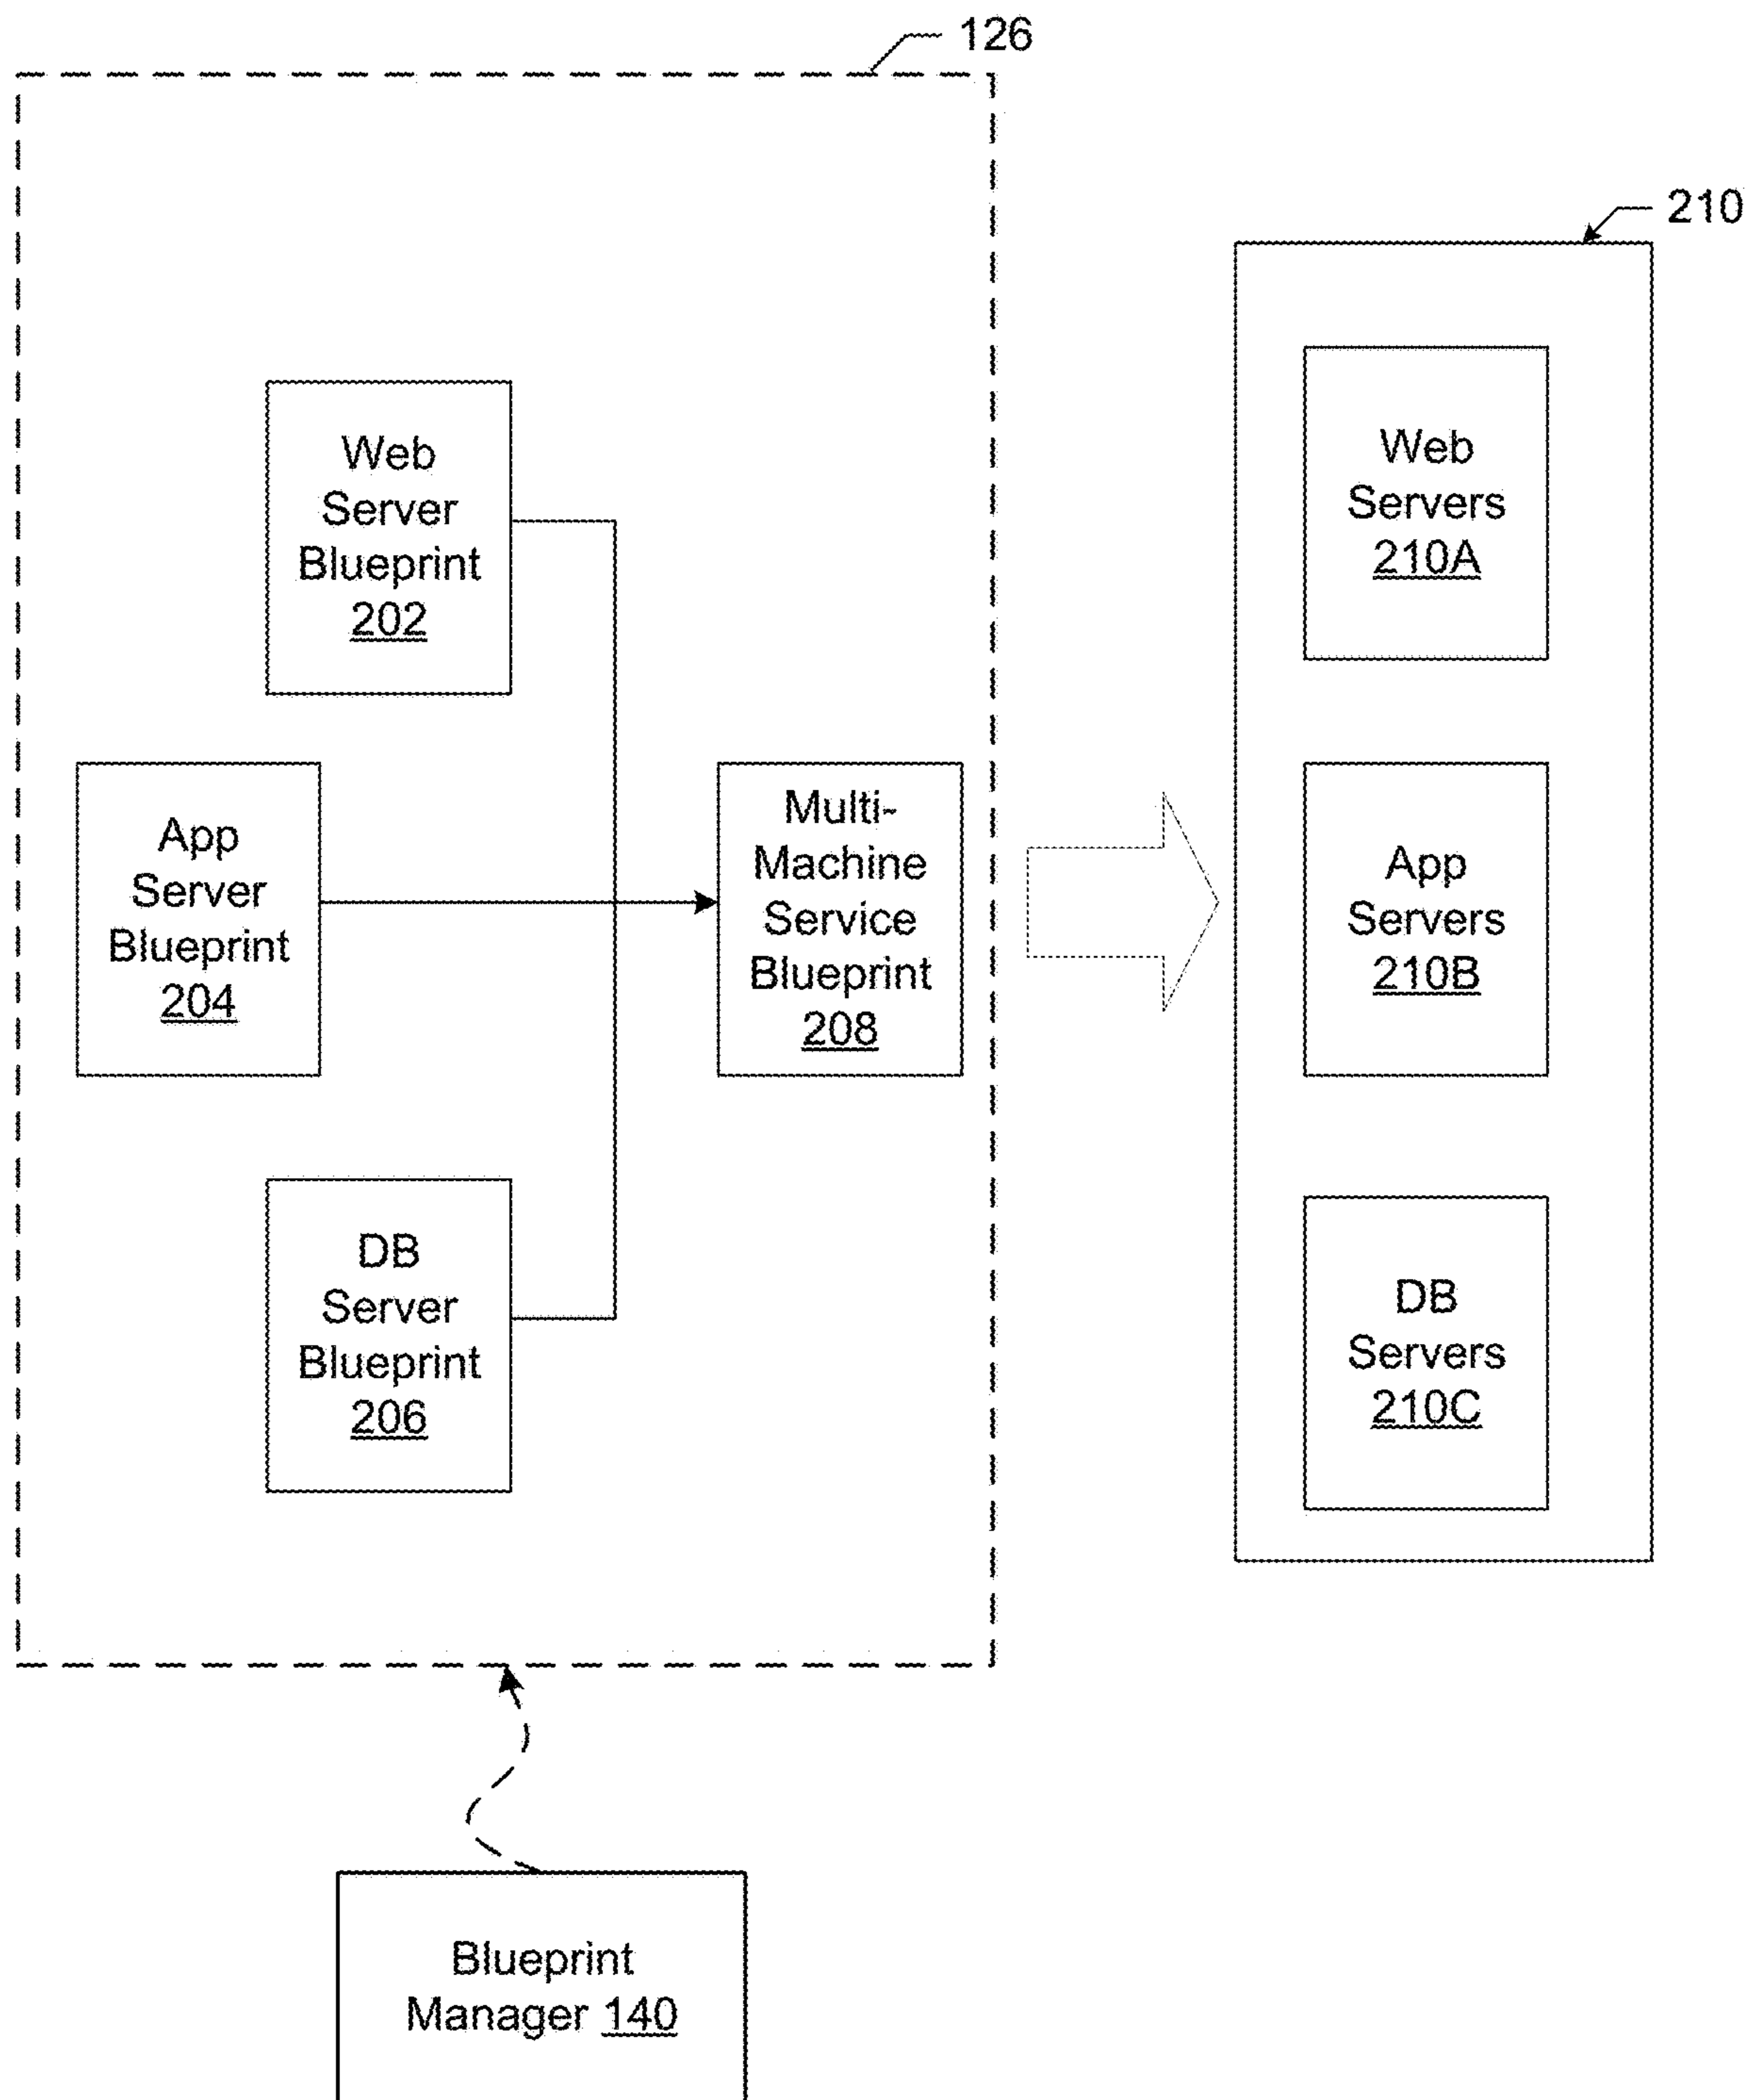 126
210
Web
Server
Blueprint
202
App
Server
Blueprint
204
DB
Server
Blueprint
206
Multi-
Machine
Service
Blueprint
208
Web
Servers
210A
App
Servers
210B
DB
Servers
210C
Blueprint
Manager 140